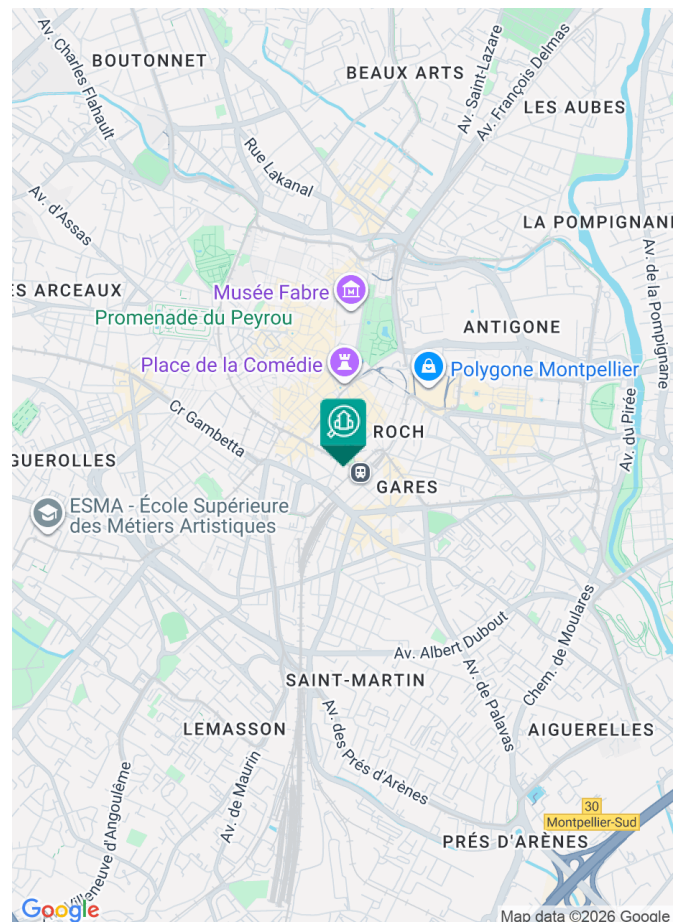 BOUTONNET
Av. Charles Flahault
BEAUX ARTS
Av. Saint-Lazare
Av. François Delmas
LES AUBES
Rue Lakanal
Av. d'Assas
LA POMPIGNAN
Av. de la Pompignane
ES ARCEAUX
Musée Fabre
Promenade du Peyrou
ANTIGONE
Place de la Comédie
Polygone Montpellier
Cr Gambetta
ROCH
Av. du Pirée
GUEROLLES
GARES
ESMA - École Supérieure
des Métiers Artistiques
Chem. de Moulares
Av. Albert Dubout
Av. de Palavas
SAINT-MARTIN
LEMASSON
Av. des Prés d'Arènes
AIGUERELLES
Av. de Maurin
Villeneuve d'Angoulême
30
Montpellier-Sud
PRÉS D'ARÈNES
Google
Map data ©2026 Google